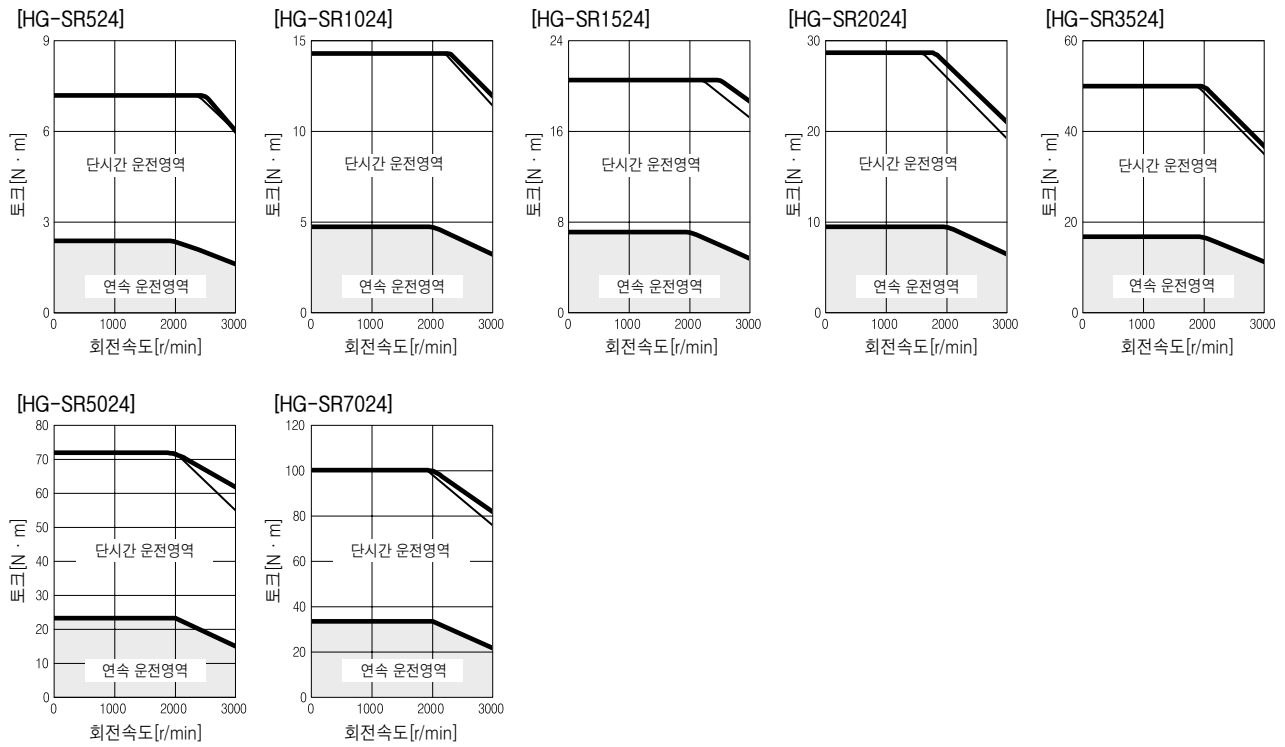 [HG-SR524]
9
6
3
0
토크[N · m]
단시간 운전영역
연속 운전영역
0 1000 2000 3000
회전속도[r/min]
[HG-SR1024]
15
10
5
0
토크[N · m]
단시간 운전영역
연속 운전영역
0 1000 2000 3000
회전속도[r/min]
[HG-SR1524]
24
16
8
0
토크[N · m]
단시간 운전영역
연속 운전영역
0 1000 2000 3000
회전속도[r/min]
[HG-SR2024]
30
20
10
0
토크[N · m]
단시간 운전영역
연속 운전영역
0 1000 2000 3000
회전속도[r/min]
[HG-SR3524]
60
40
20
0
토크[N · m]
단시간 운전영역
연속 운전영역
0 1000 2000 3000
회전속도[r/min]
[HG-SR5024]
80
70
60
50
40
30
20
10
0
토크[N · m]
단시간 운전영역
연속 운전영역
0 1000 2000 3000
회전속도[r/min]
[HG-SR7024]
120
100
80
60
40
20
0
토크[N · m]
단시간 운전영역
연속 운전영역
0 1000 2000 3000
회전속도[r/min]